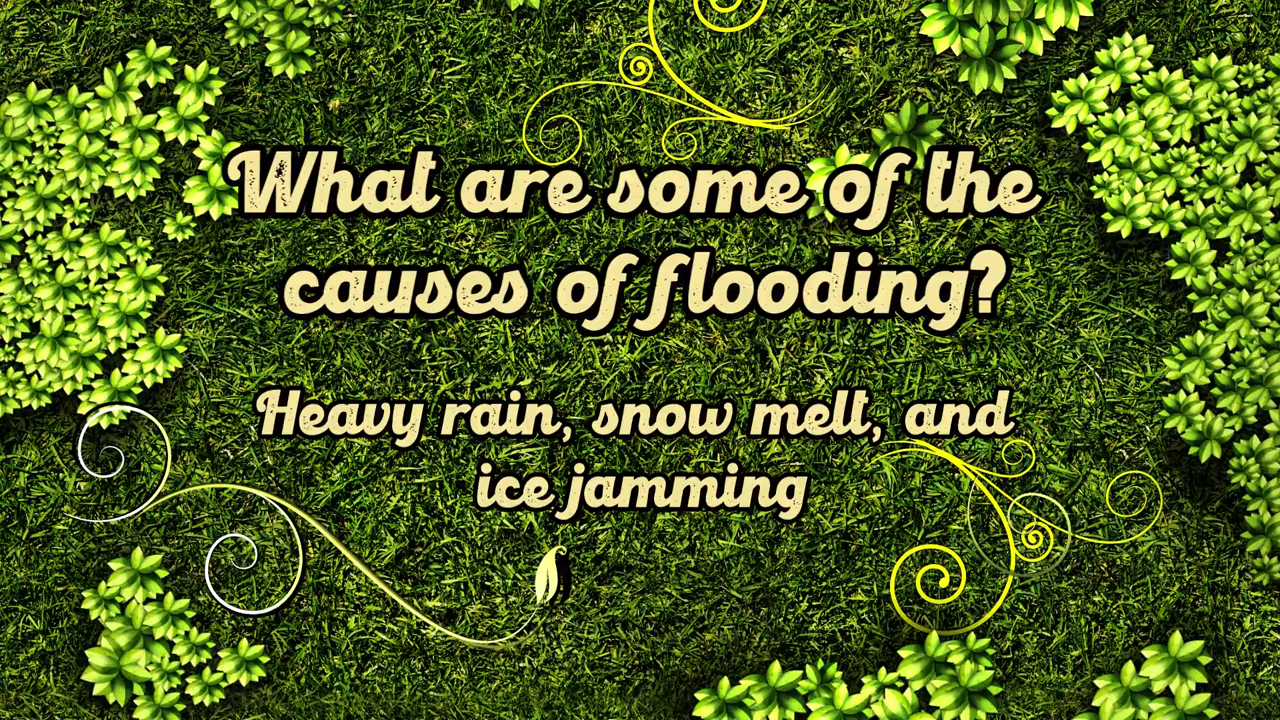 What are some of the
causes of flooding?
Heavy rain, snow melt, and
ice jamming